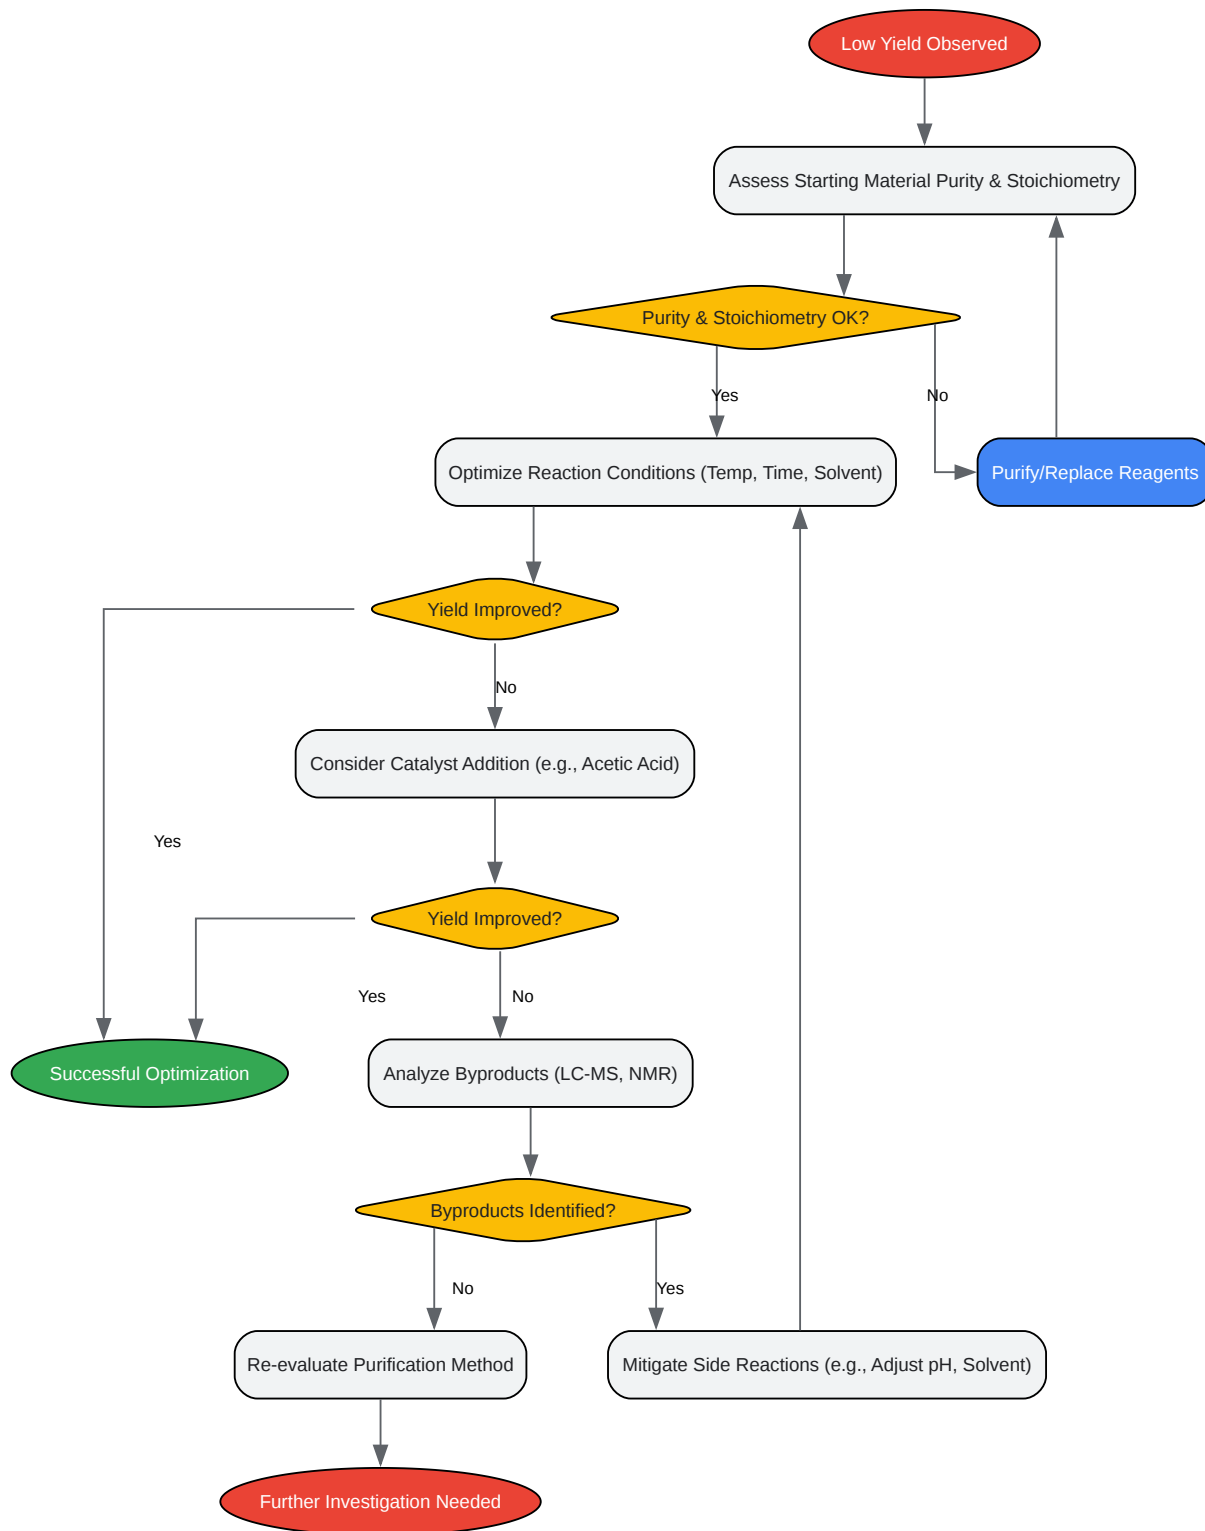 Low Yield Observed
Assess Starting Material Purity & Stoichiometry
Purity & Stoichiometry OK?
Yes
No
Optimize Reaction Conditions (Temp, Time, Solvent)
Purify/Replace Reagents
Yield Improved?
No
Consider Catalyst Addition (e.g., Acetic Acid)
Yes
Yield Improved?
Yes
No
Successful Optimization
Analyze Byproducts (LC-MS, NMR)
Byproducts Identified?
No
Yes
Re-evaluate Purification Method
Mitigate Side Reactions (e.g., Adjust pH, Solvent)
Further Investigation Needed